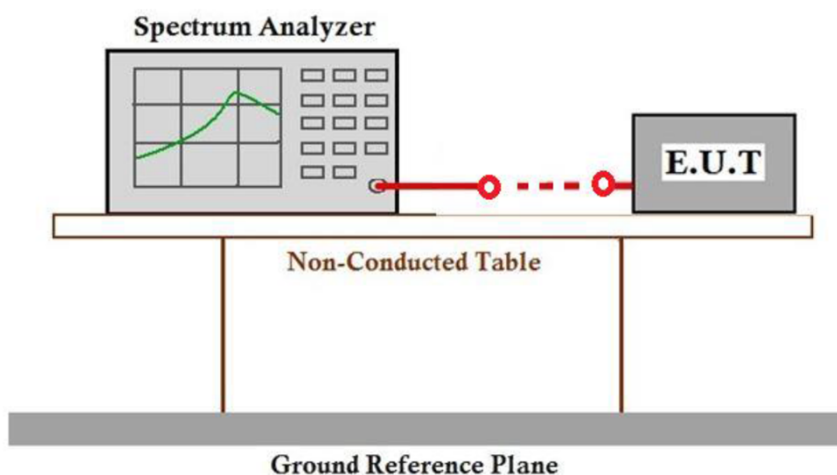 Spectrum Analyzer
E.U.T
Non-Conducted Table
Ground Reference Plane